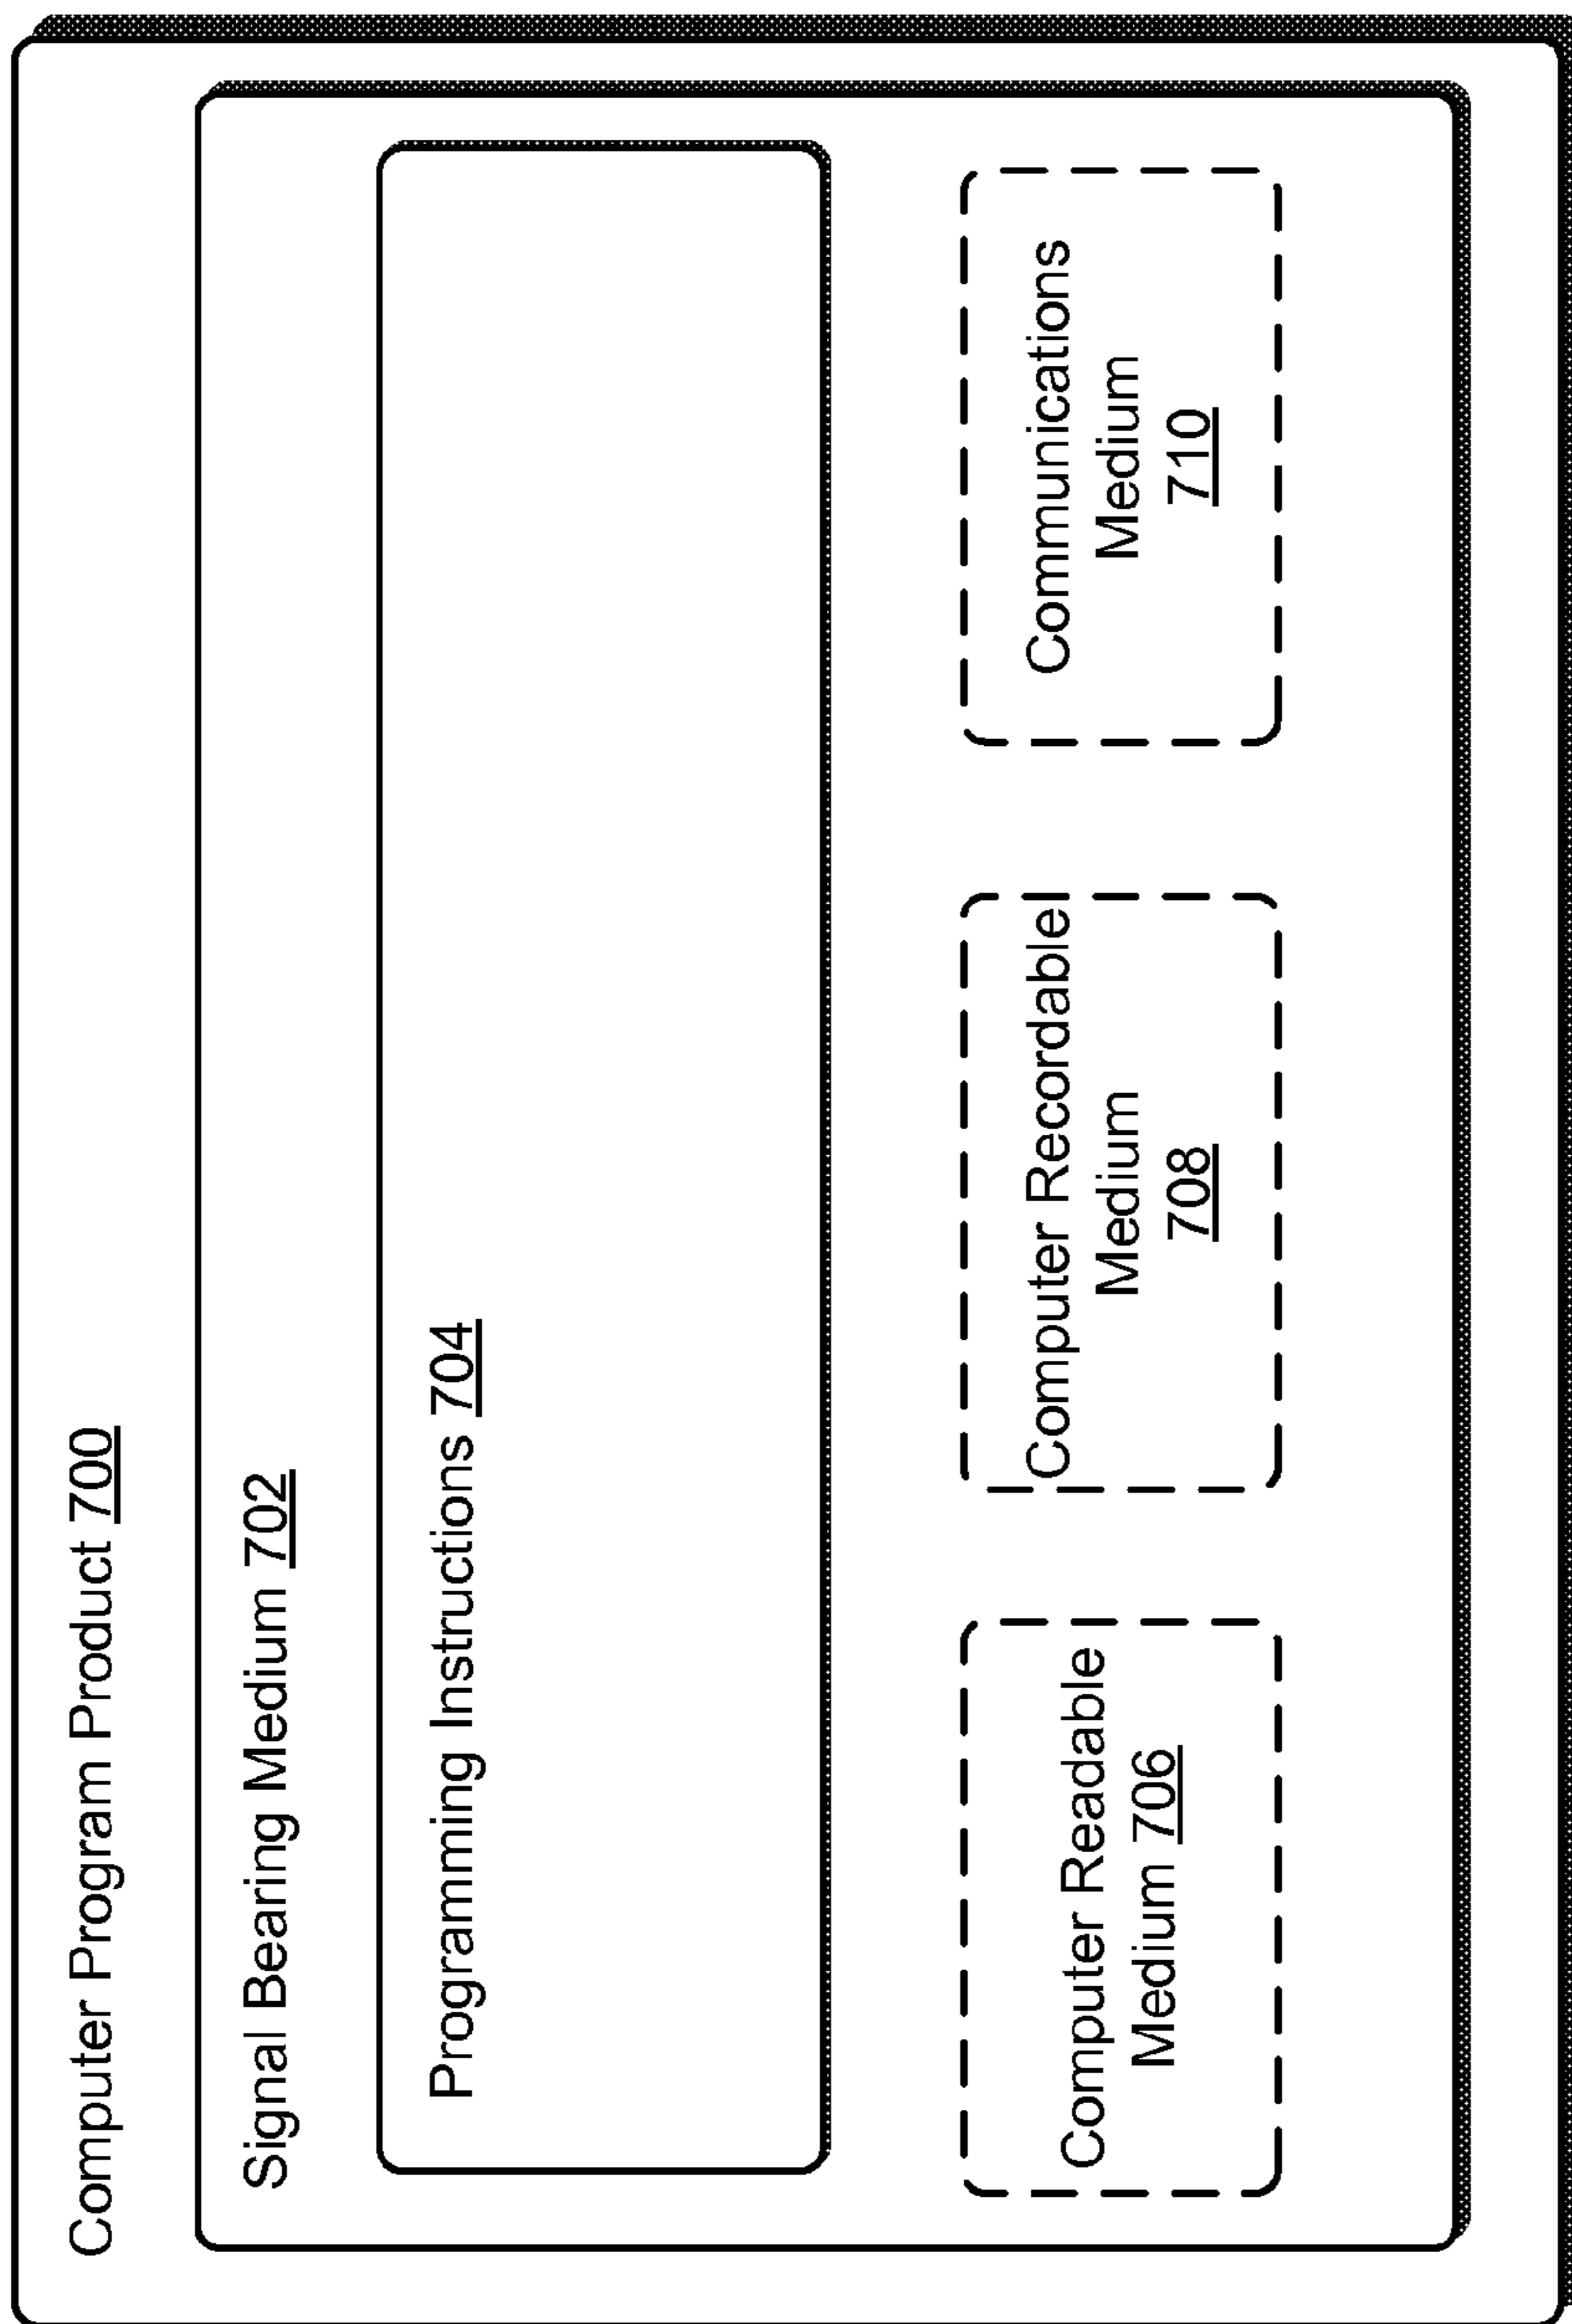 Computer Program Product 700
Signal Bearing Medium 702
Programming Instructions 704
Computer Readable
Medium 706
Computer Recordable
Medium
708
Communications
Medium
710